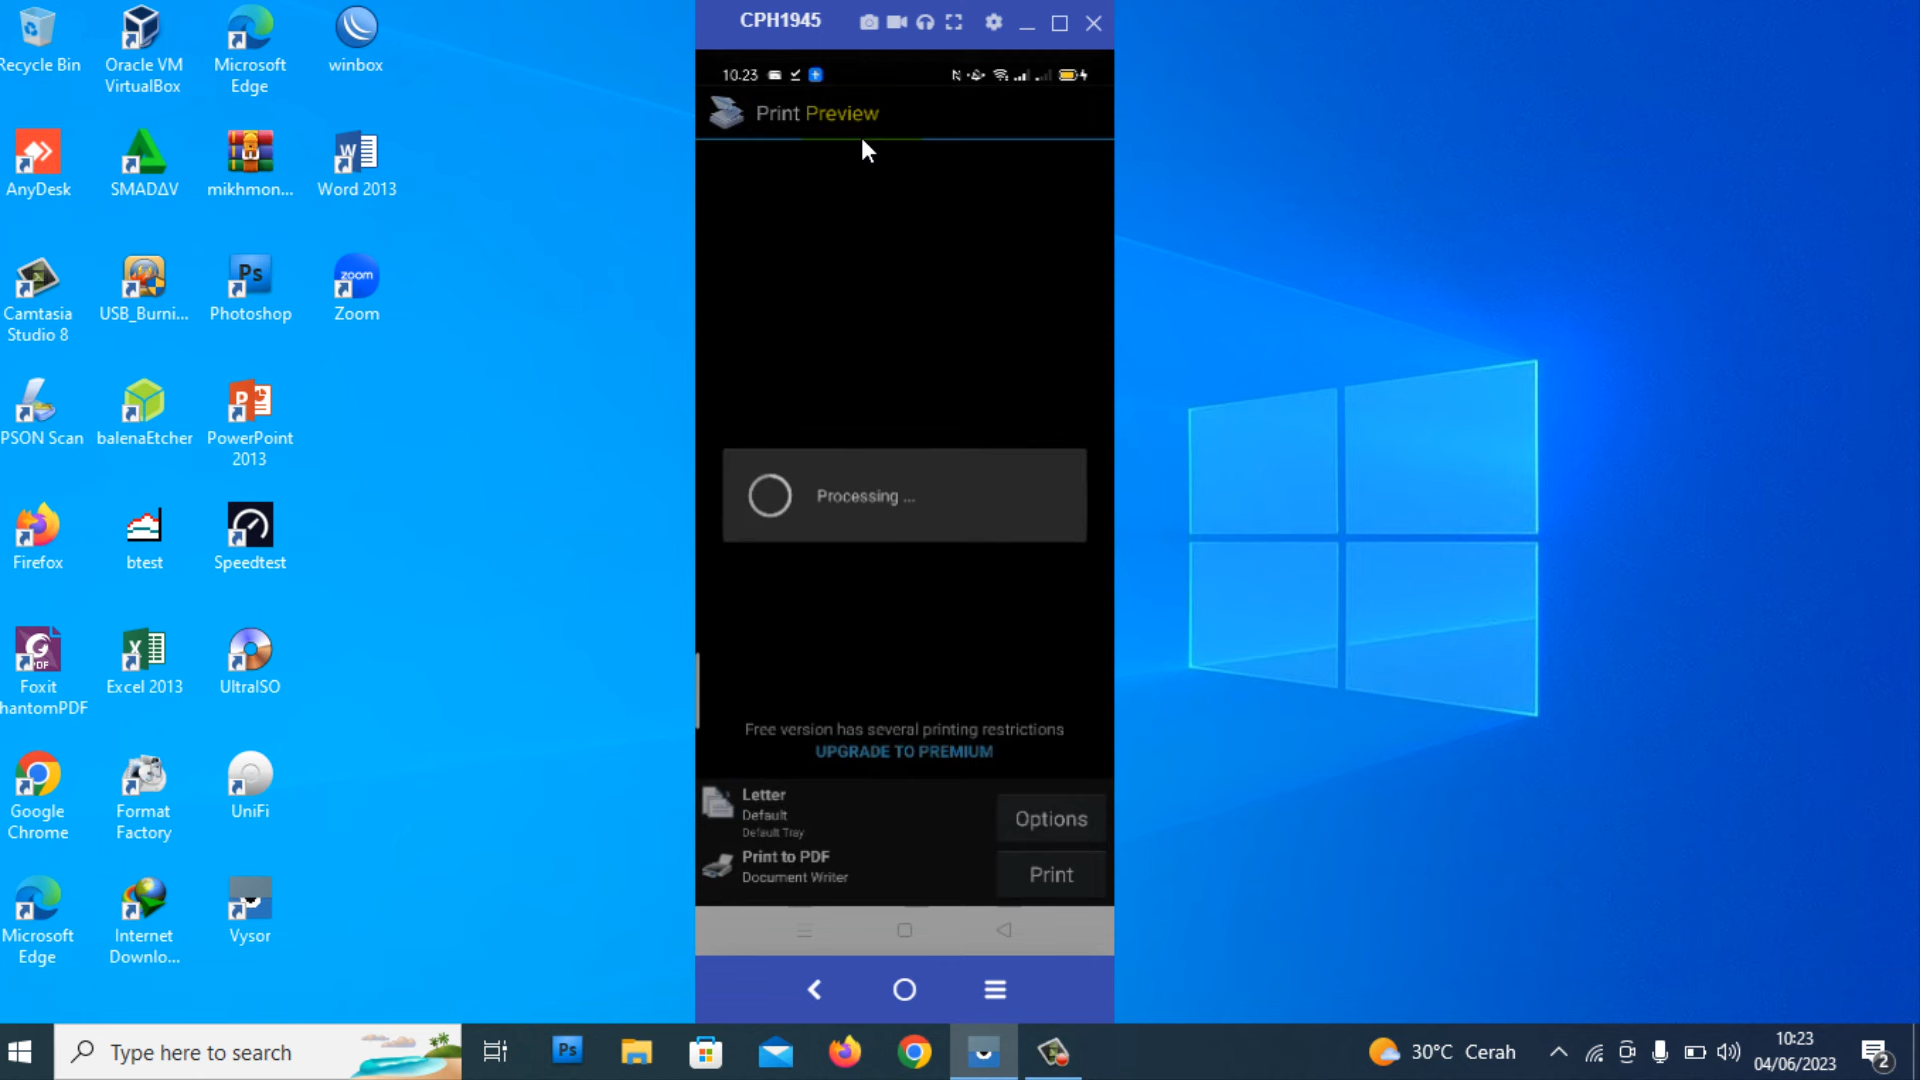 Recycle Bin
Oracle VM
VirtualBox
Microsoft
Edge
winbox
AnyDesk
SMADΔV
mikhmon...
Word 2013
Camtasia
Studio 8
USB_Burni...
Photoshop
Zoom
PSON Scan
balenaEtcher
PowerPoint
2013
Firefox
btest
Speedtest
Foxit
hantomPDF
Excel 2013
UltraISO
Google
Chrome
Format
Factory
UniFi
Microsoft
Edge
Internet
Downlo...
Vysor
CPH1945
10.23
Print Preview
Processing ...
Free version has several printing restrictions
UPGRADE TO PREMIUM
Letter
Default
Default Tray
Options
Print to PDF
Document Writer
Print
Type here to search
30°C Cerah
10:23
04/06/2023
2